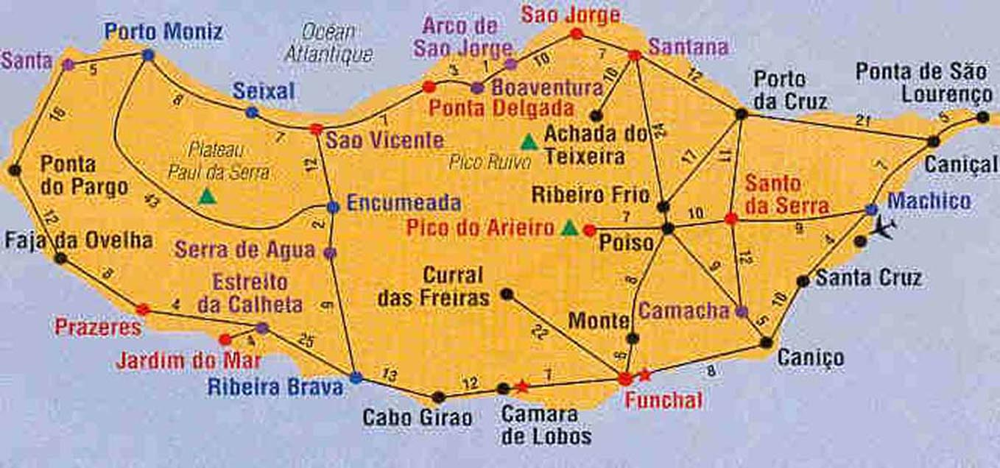 Sao Jorge
Arco de
Sao Jorge
Porto Moniz
Océan
Atlantique
Santa
Santana
5
10
7
3
1
Boaventura
16
12
Porto
da Cruz
Ponta de São
Lourenço
8
Seixal
Ponta Delgada
7
7
Sao Vicente
16
21
5
Achada do
Teixeira
Pico Ruivo
24
17
11
Caniçal
Plateau
Paul da Serra
12
Ponta
do Pargo
43
Encumeada
2
Ribeiro Frio
Santo
da Serra
7
Machico
Pico do Arieiro
7
10
9
Poiso
4
12
Faja da Ovelha
Serra de Agua
9
12
8
Curral
das Freiras
8
Santa Cruz
Estreito
da Calheta
4
9
Monte
Camacha
10
5
Prazeres
4
25
22
Jardim do Mar
6
Caniço
Ribeira Brava
13
12
7
8
Cabo Girao
Camara
de Lobos
Funchal